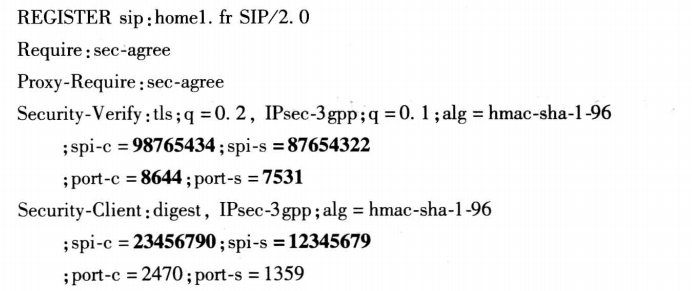 REGISTER sip:home1. fr SIP/2. 0
Require:sec-agree
Proxy-Require:sec-agree
Security-Verify:tls;q=0. 2, IPsec-3gpp;q=0. 1;alg=hmac-sha-1-96
;spi-c=98765434;spi-s=87654322
;port-c=8644;port-s=7531
Security-Client:digest, IPsec-3gpp;alg=hmac-sha-1-96
;spi-c=23456790;spi-s=12345679
;port-c=2470;port-s=1359